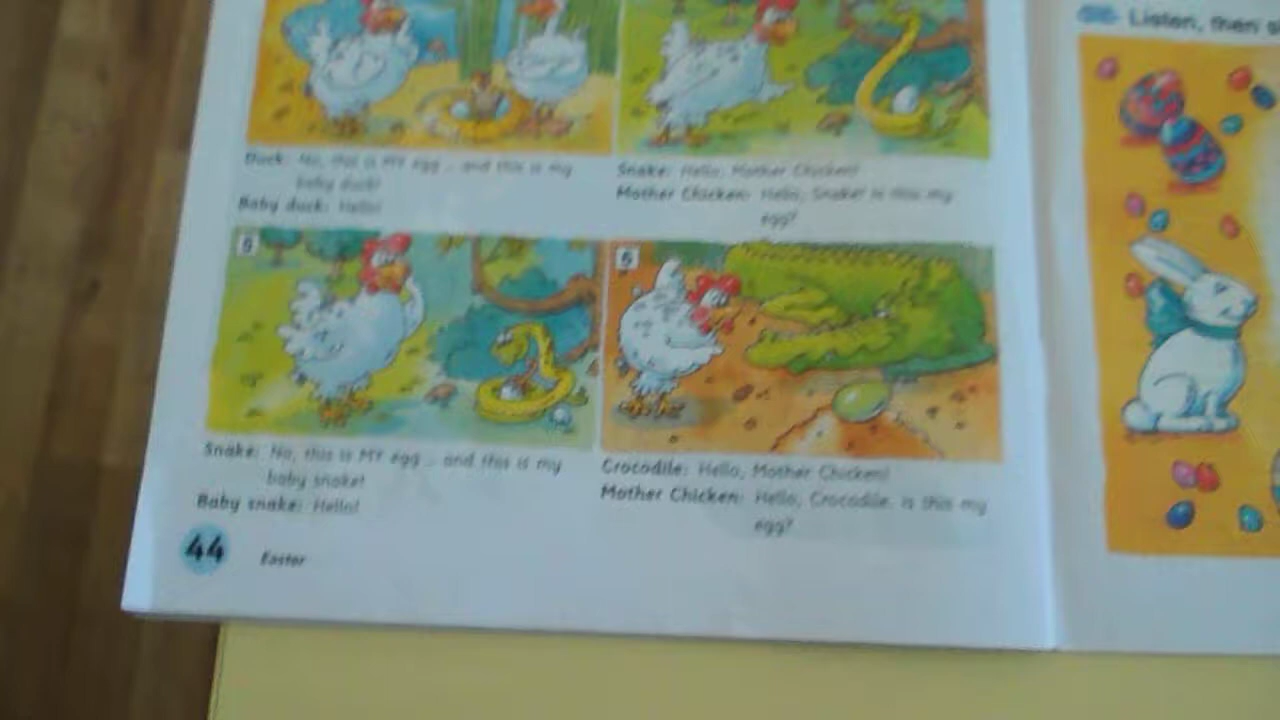 Listen, then
Duck: No, this is MY egg ... and this is my
baby duck!
Baby duck: Hello!
Snake: Hello, Mother Chicken!
Mother Chicken: Hello, Snake! Is this my
egg?
5
6
Snake: No, this is MY egg ... and this is my
baby snake!
Baby snake: Hello!
Crocodile: Hello, Mother Chicken!
Mother Chicken: Hello, Crocodile. Is this my
egg?
44 Easter